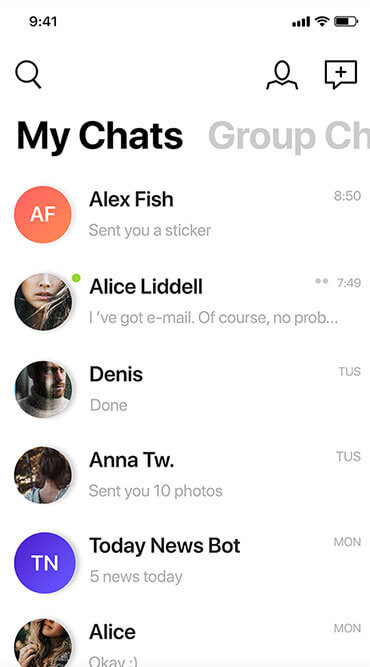 9:41
My Chats Group Ch
AF
Alex Fish 8:50
Sent you a sticker
Alice Liddell 7:49
I ‘ve got e-mail. Of course, no prob...
Denis TUS
Done
Anna Tw. TUS
Sent you 10 photos
TN
Today News Bot MON
5 news today
Alice MON
Okay :)